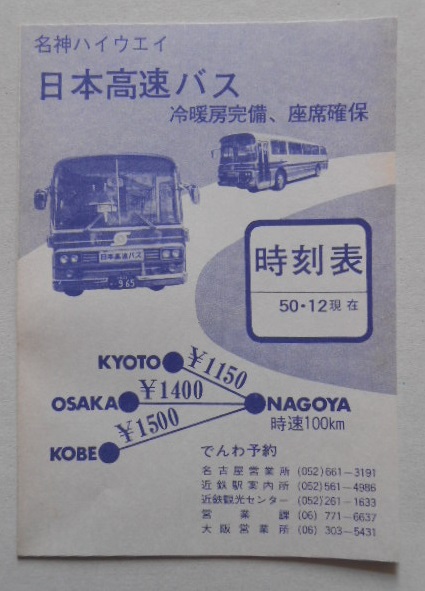 名神ハイウエイ
日本高速バス
冷暖房完備、座席確保
日本高速バス
965
時刻表
50・12現在
KYOTO ¥1150
OSAKA ¥1400 NAGOYA
KOBE ¥1500 時速100km
でんわ予約
名古屋営業所 (052)661-3191
近鉄駅案内所 (052)561-4986
近鉄観光センター (052)261-1633
営業課 (06)771-6637
大阪営業所 (06)303-5431